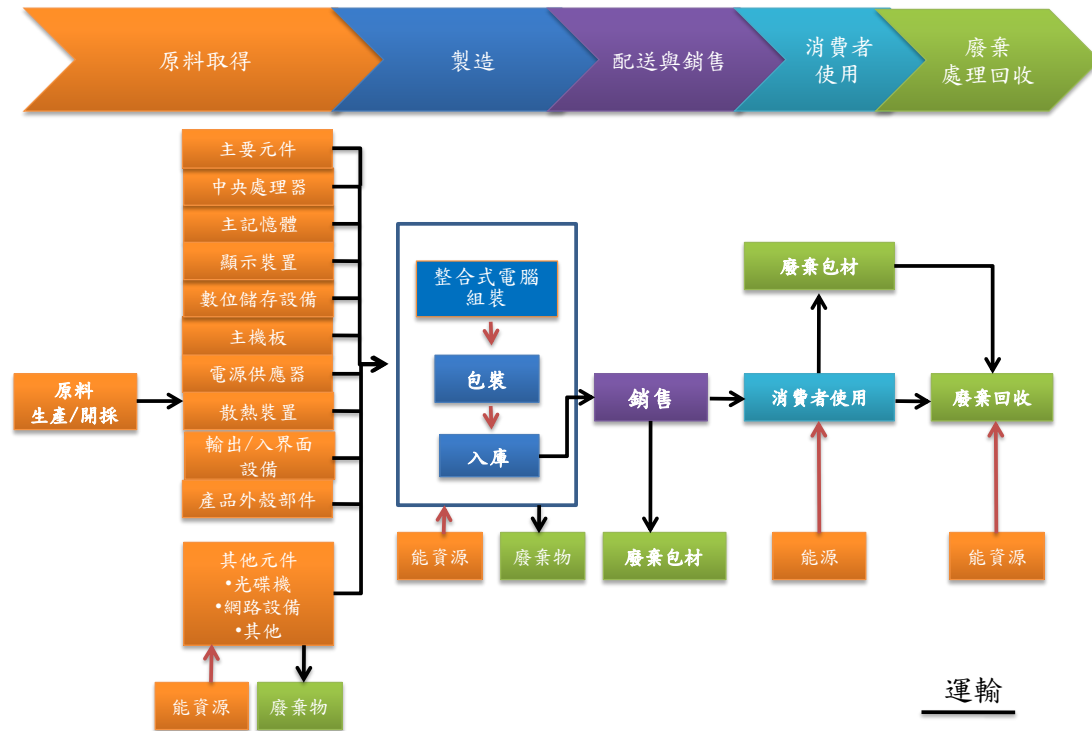 原料取得
製造
配送與銷售
消費者
使用
廢棄
處理回收
主要元件
中央處理器
主記憶體
顯示裝置
數位儲存設備
主機板
電源供應器
散熱裝置
輸出/入界面
設備
產品外殼部件
其他元件
•光碟機
•網路設備
•其他
原料
生產/開採
能資源
廢棄物
整合式電腦
組裝
包裝
入庫
能資源
廢棄物
銷售
廢棄包材
消費者使用
廢棄包材
能源
廢棄回收
能資源
運輸